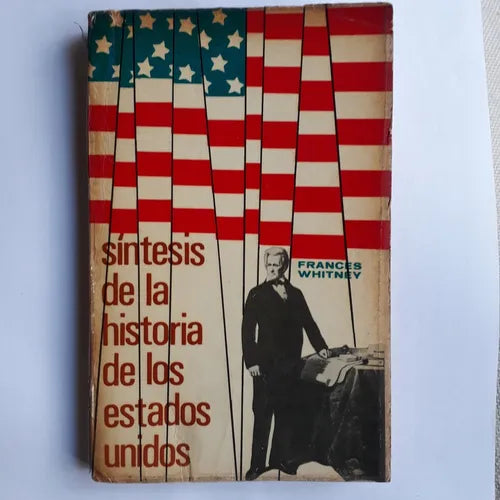 síntesis
de la
historia
de los
estados
unidos
FRANCES
WHITNEY